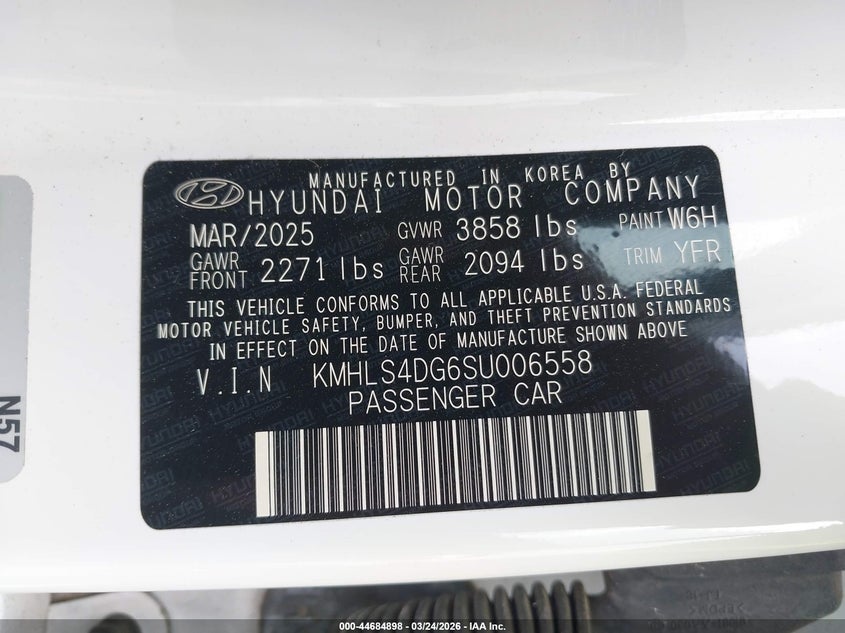 MANUFACTURED IN KOREA BY
HYUNDAI MOTOR COMPANY
MAR/2025 GVWR 3858 lbs PAINT W6H
GAWR FRONT 2271 lbs GAWR REAR 2094 lbs TRIM YFR
THIS VEHICLE CONFORMS TO ALL APPLICABLE U.S.A. FEDERAL
MOTOR VEHICLE SAFETY, BUMPER, AND THEFT PREVENTION STANDARDS
IN EFFECT ON THE DATE OF MANUFACTURE SHOWN ABOVE
V.I.N KMHLS4DG6SU006558
PASSENGER CAR
N57
000-44684898 - 03/24/2026 - IAA Inc.